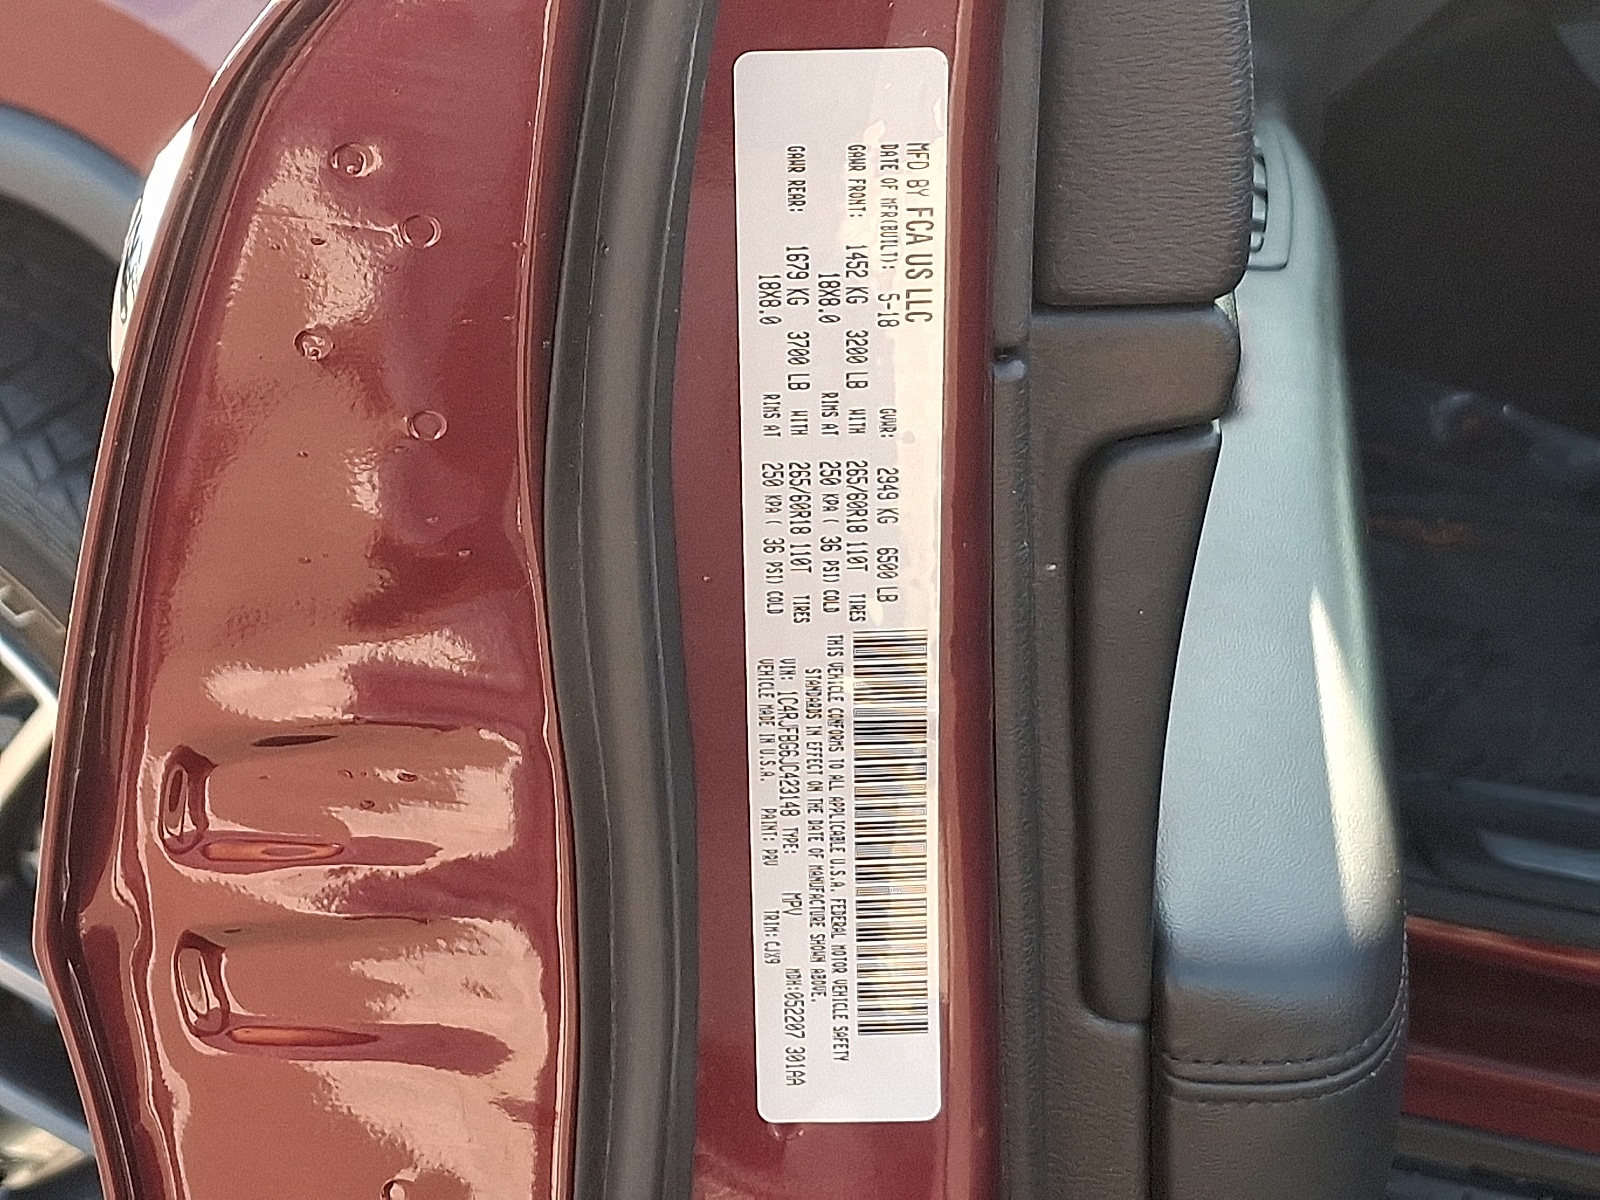 MFD BY FCA US LLC
DATE OF MFR(BUILT): 5-18 GVWR: 2949 KG 6500 LB
GAWR FRONT: 1452 KG 3200 LB WITH 265/60R18 110T TIRES
18X8.0 RIMS AT 250 KPA( 36 PSI) COLD
GAWR REAR: 1679 KG 3700 LB WITH 265/60R18 110T TIRES
18X8.0 RIMS AT 250 KPA( 36 PSI) COLD
THIS VEHICLE CONFORMS TO ALL APPLICABLE U.S.A. FEDERAL MOTOR VEHICLE SAFETY
STANDARDS IN EFFECT ON THE DATE OF MANUFACTURE SHOWN ABOVE.
VIN: 1C4RJFBG6JC423148 TYPE: MPV MDH:052207 301AA
VEHICLE MADE IN U.S.A. PAINT: PRV TRIM: CJX9